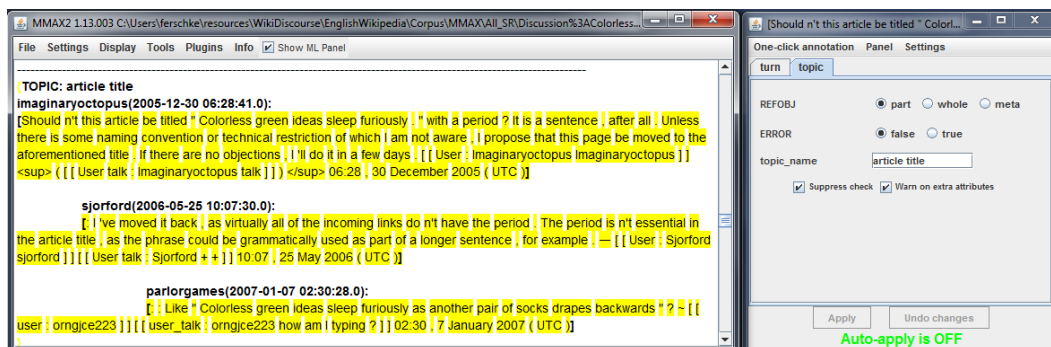 MMAX2 1.13.003 C:\Users\ferschke\resources\WikiDiscourse\EnglishWikipedia\Corpus\MMAX\All_SR\Discussion%3AColorless...
File Settings Display Tools Plugins Info Show ML Panel
[TOPIC: article title
imaginaryoctopus(2005-12-30 06:28:41.0):
[Should n't this article be titled " Colorless green ideas sleep furiously . " with a period ? It is a sentence , after all . Unless
there is some naming convention or technical restriction of which I am not aware , I propose that this page be moved to the
aforementioned title . If there are no objections , I 'll do it in a few days . [ [ User : Imaginaryoctopus Imaginaryoctopus ] ]
<sup> ( [ [ User talk : Imaginaryoctopus talk ] ] ) </sup> 06:28 , 30 December 2005 ( UTC )]
sjorford(2006-05-25 10:07:30.0):
[: I 've moved it back , as virtually all of the incoming links do n't have the period . The period is n't essential in
the article title , as the phrase could be grammatically used as part of a longer sentence , for example . — [ [ User : Sjorford
sjorford ] ] [ [ User talk : Sjorford + + ] ] 10:07 , 25 May 2006 ( UTC )]
parlorgames(2007-01-07 02:30:28.0):
[: : Like " Colorless green ideas sleep furiously as another pair of socks drapes backwards " ? ~ [ [
user : orngjce223 ] ] [ [ user_talk : orngjce223 how am I typing ? ] ] 02:30 , 7 January 2007 ( UTC )]
[Should n't this article be titled " Colorl...
One-click annotation Panel Settings
turn topic
REFOBJ part whole meta
ERROR false true
topic_name article title
Suppress check Warn on extra attributes
Apply Undo changes
Auto-apply is OFF